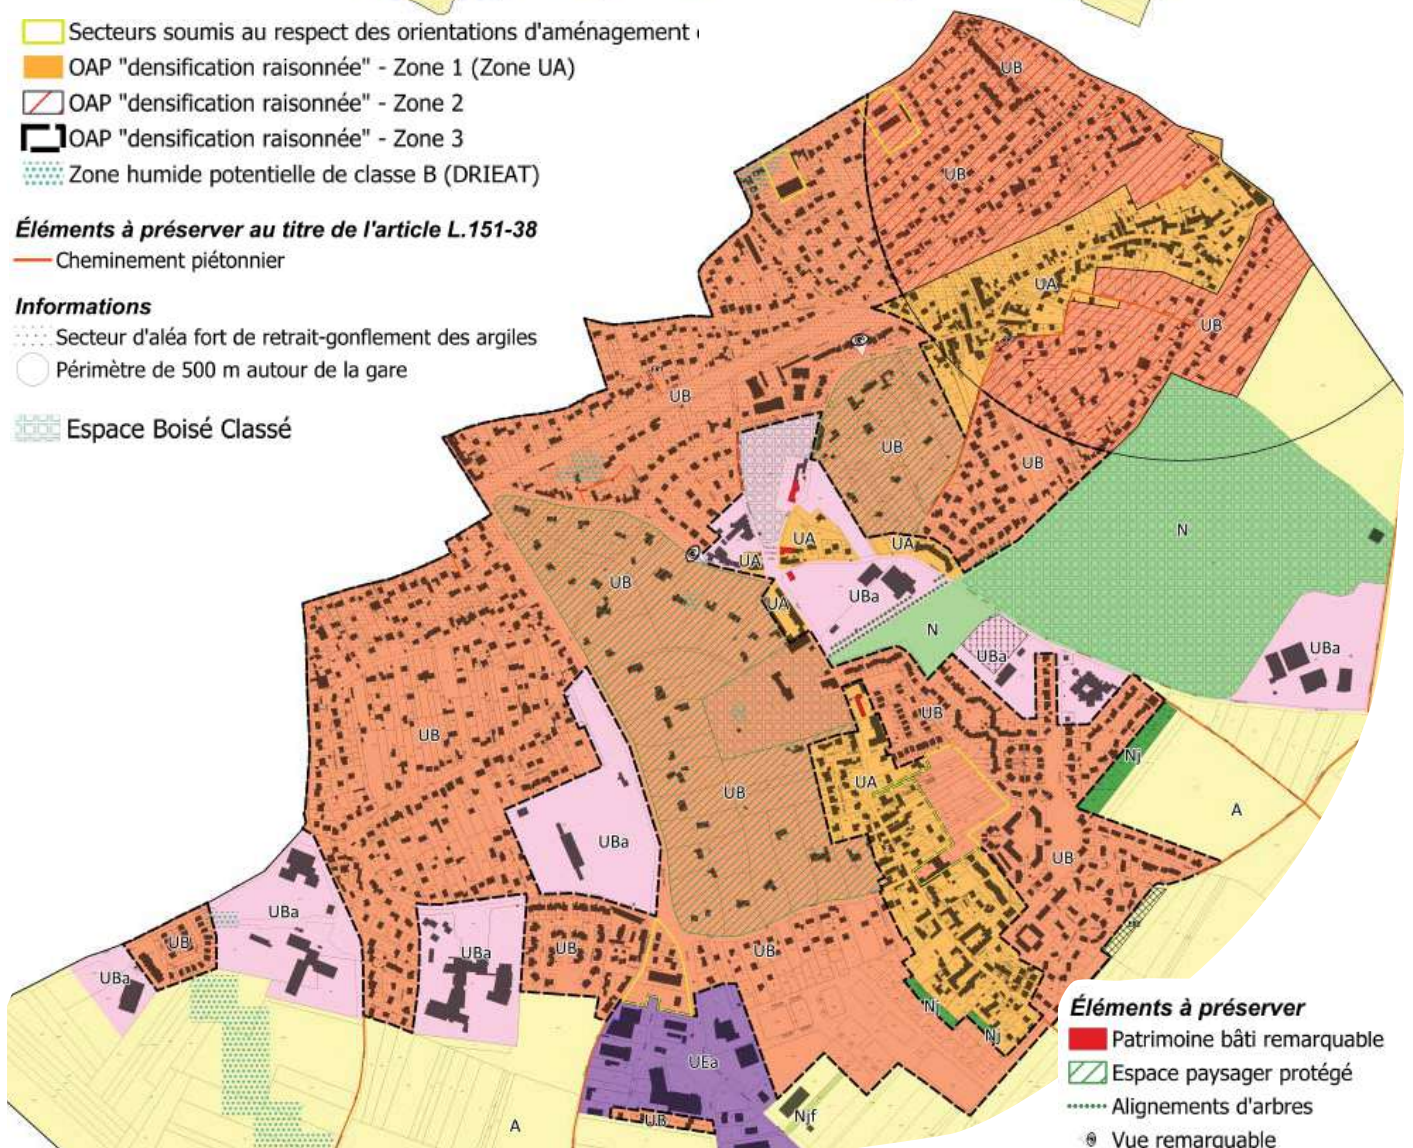 Secteurs soumis au respect des orientations d'aménagement
OAP "densification raisonnée" - Zone 1 (Zone UA)
OAP "densification raisonnée" - Zone 2
OAP "densification raisonnée" - Zone 3
Zone humide potentielle de classe B (DRIEAT)
Éléments à préserver au titre de l'article L.151-38
Cheminement piétonnier
Informations
Secteur d'aléa fort de retrait-gonflement des argiles
Périmètre de 500 m autour de la gare
Espace Boisé Classé
UB
UB
UA
UB
UB
UB
UB
N
UA
UA
UA
UB
UBa
UA
N
UBa
UBa
UB
UB
Nj
UA
UB
A
UBa
UB
UBa
UB
UBa
UB
UB
UBa
Nj
Nj
UEa
Njf
UB
A
Éléments à préserver
Patrimoine bâti remarquable
Espace paysager protégé
Alignements d'arbres
Vue remarquable